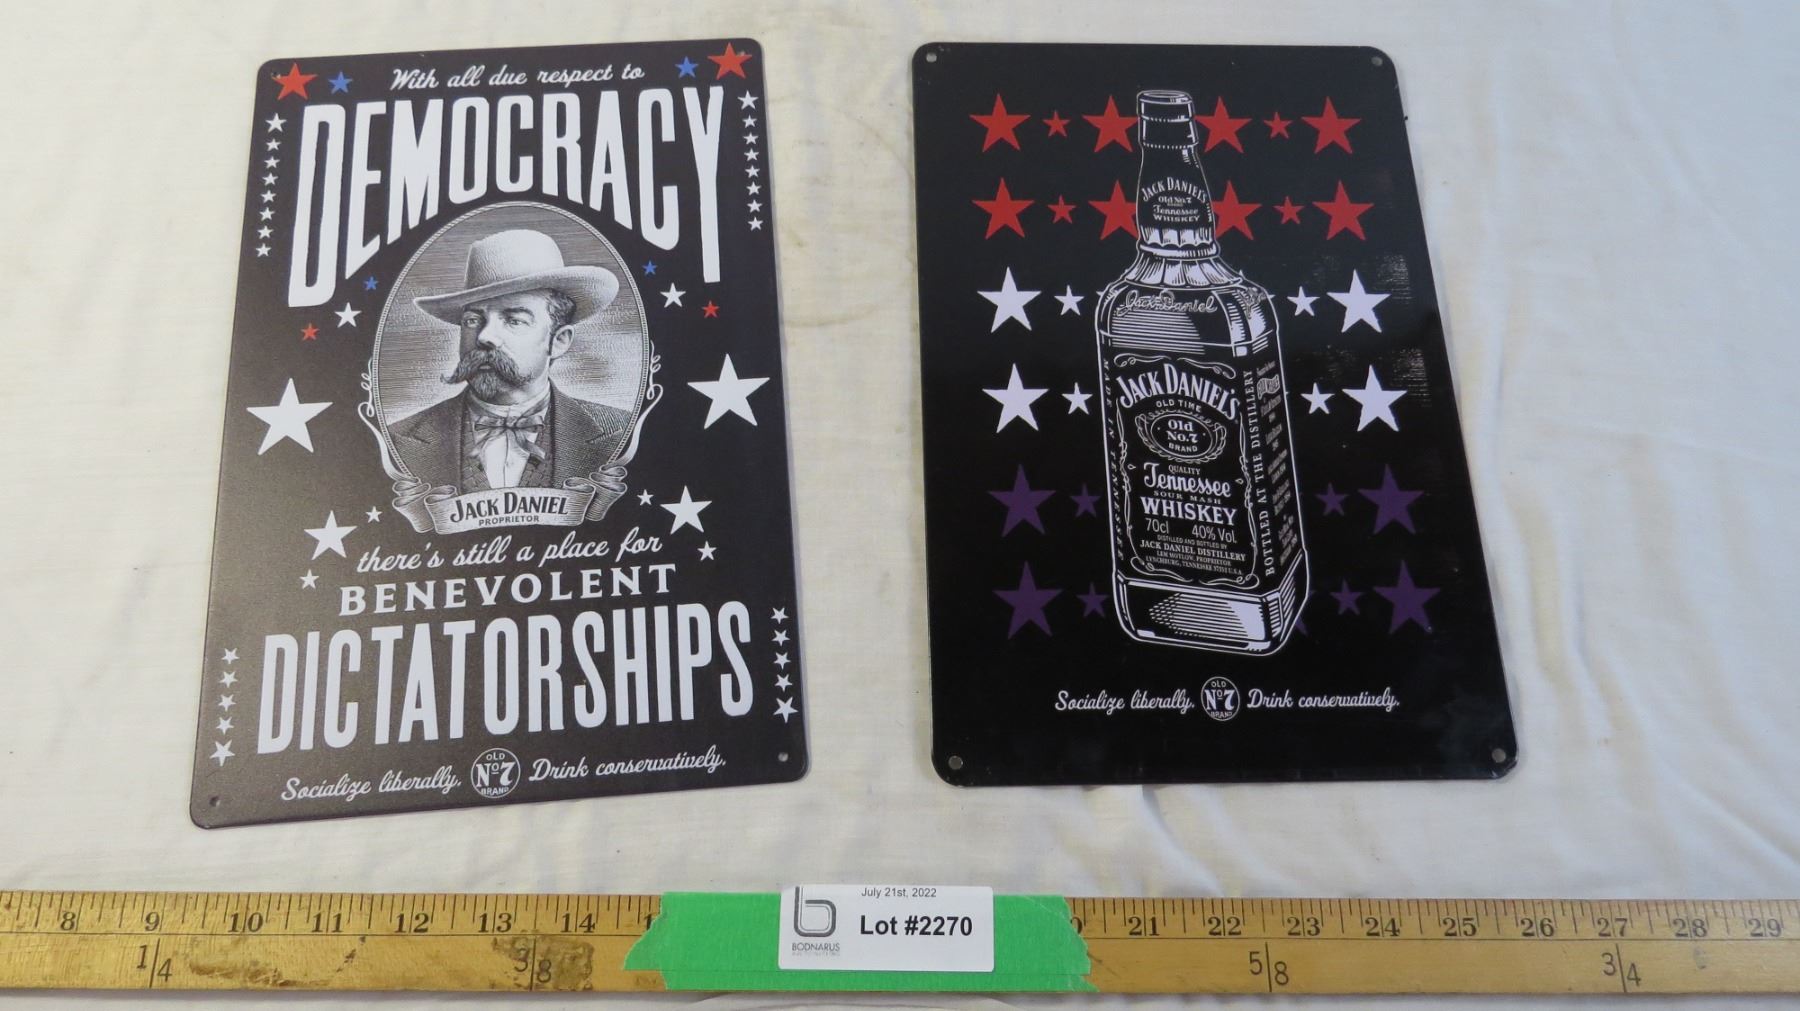 With all due respect to
DEMOCRACY
JACK DANIEL
PROPRIETOR
there's still a place for
BENEVOLENT
DICTATORSHIPS
Socialize liberally. OLD Nº7 BRAND Drink conservatively.
JACK DANIEL'S
Old No.7
BRAND
Tennessee
WHISKEY
Jack Daniel
JACK DANIEL'S
OLD TIME
Old
No.7
BRAND
QUALITY
Tennessee
SOUR MASH
WHISKEY
70cl 40% Vol.
DISTILLED AND BOTTLED BY
JACK DANIEL DISTILLERY
LEM MOTLOW, PROPRIETOR
LYNCHBURG, TENNESSEE 37352 U.S.A.
MADE IN TENNESSEE
BOTTLED AT THE DISTILLERY
Socialize liberally. OLD Nº7 BRAND Drink conservatively.
July 21st, 2022
Lot #2270
BODNARUS
8 9 10 11 12 13 14 21 22 23 24 25 26 27 28 29
1/4 3/8 5/8 3/4